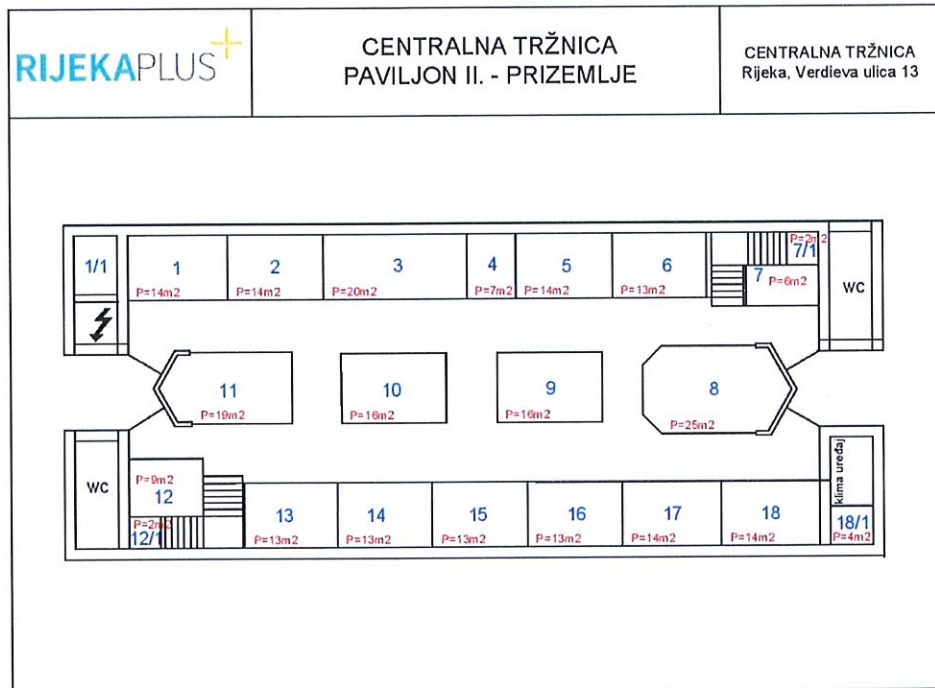 RIJEKAPLUS
CENTRALNA TRŽNICA
PAVILJON II. - PRIZEMLJE
CENTRALNA TRŽNICA
Rijeka, Verdieva ulica 13
1/1
1
P=14m2
2
P=14m2
3
P=20m2
4
P=7m2
5
P=14m2
6
P=13m2
P=2m2
7/1
7
P=6m2
WC
11
P=19m2
10
P=16m2
9
P=16m2
8
P=25m2
WC
P=9m2
12
P=2m2
12/1
13
P=13m2
14
P=13m2
15
P=13m2
16
P=13m2
17
P=14m2
18
P=14m2
klima uređaj
18/1
P=4m2